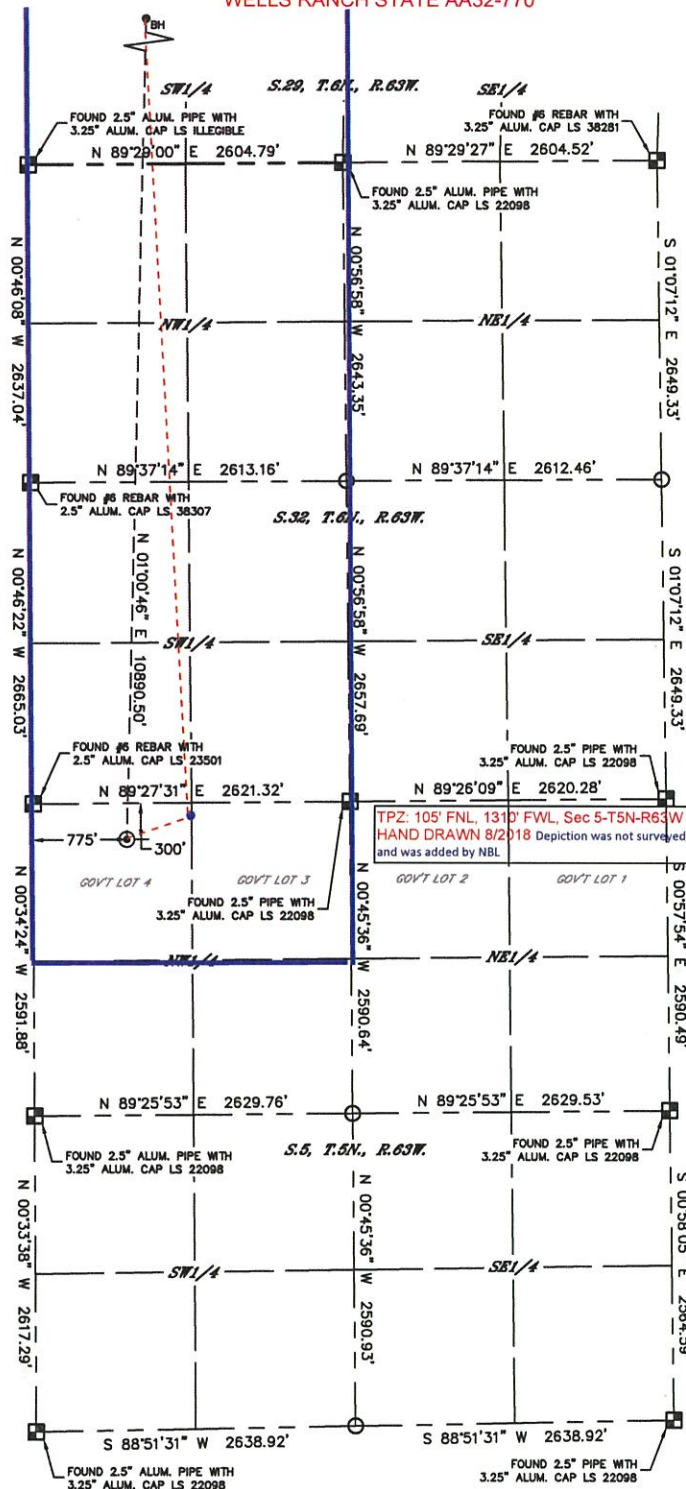 WELLS RANCH STATE AA32-770
BH
SW1/4
S.29, T.6N., R.63W.
SE1/4
FOUND 2.5" ALUM. PIPE WITH
3.25" ALUM. CAP LS ILLEGIBLE
FOUND #6 REBAR WITH
3.25" ALUM. CAP LS 38281
N 89°29'00" E 2604.79'
N 89°29'27" E 2604.52'
FOUND 2.5" ALUM. PIPE WITH
3.25" ALUM. CAP LS 22098
N 00°46'08" W 2637.04'
N 00°56'58" W 2643.35'
S 01°07'12" E 2649.33'
NW1/4
NE1/4
N 89°37'14" E 2613.16'
N 89°37'14" E 2612.46'
FOUND #6 REBAR WITH
2.5" ALUM. CAP LS 38307
S.32, T.6N., R.63W.
N 00°46'22" W 2665.03'
N 01°00'46" E 10890.50'
N 00°56'58" W 2657.69'
S 01°07'12" E 2649.33'
SW1/4
SE1/4
FOUND #6 REBAR WITH
2.5" ALUM. CAP LS 23501
FOUND 2.5" PIPE WITH
3.25" ALUM. CAP LS 22098
N 89°27'31" E 2621.32'
N 89°26'09" E 2620.28'
775'
300'
TPZ: 105' FNL, 1310' FWL, Sec 5-T5N-R63W
HAND DRAWN 8/2018 Depiction was not surveyed
and was added by NBL
GOV'T LOT 4
GOV'T LOT 3
GOV'T LOT 2
GOV'T LOT 1
FOUND 2.5" PIPE WITH
3.25" ALUM. CAP LS 22098
N 00°34'24" W 2591.88'
N 00°45'36" W 2590.64'
S 00°57'54" E 2590.49'
NW1/4
NE1/4
N 89°25'53" E 2629.76'
N 89°25'53" E 2629.53'
FOUND 2.5" ALUM. PIPE WITH
3.25" ALUM. CAP LS 22098
S.5, T.5N., R.63W.
FOUND 2.5" PIPE WITH
3.25" ALUM. CAP LS 22098
N 00°33'38" W 2617.29'
N 00°45'36" W 2590.93'
S 00°58'05" E 2564.59'
SW1/4
SE1/4
S 88°51'31" W 2638.92'
S 88°51'31" W 2638.92'
FOUND 2.5" ALUM. PIPE WITH
3.25" ALUM. CAP LS 22098
FOUND 2.5" PIPE WITH
3.25" ALUM. CAP LS 22098